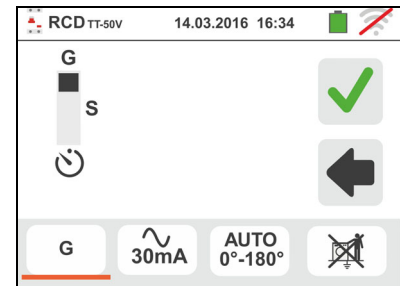 RCD TT-50V 14.03.2016 16:34
G
S
G 30mA AUTO
0°-180°